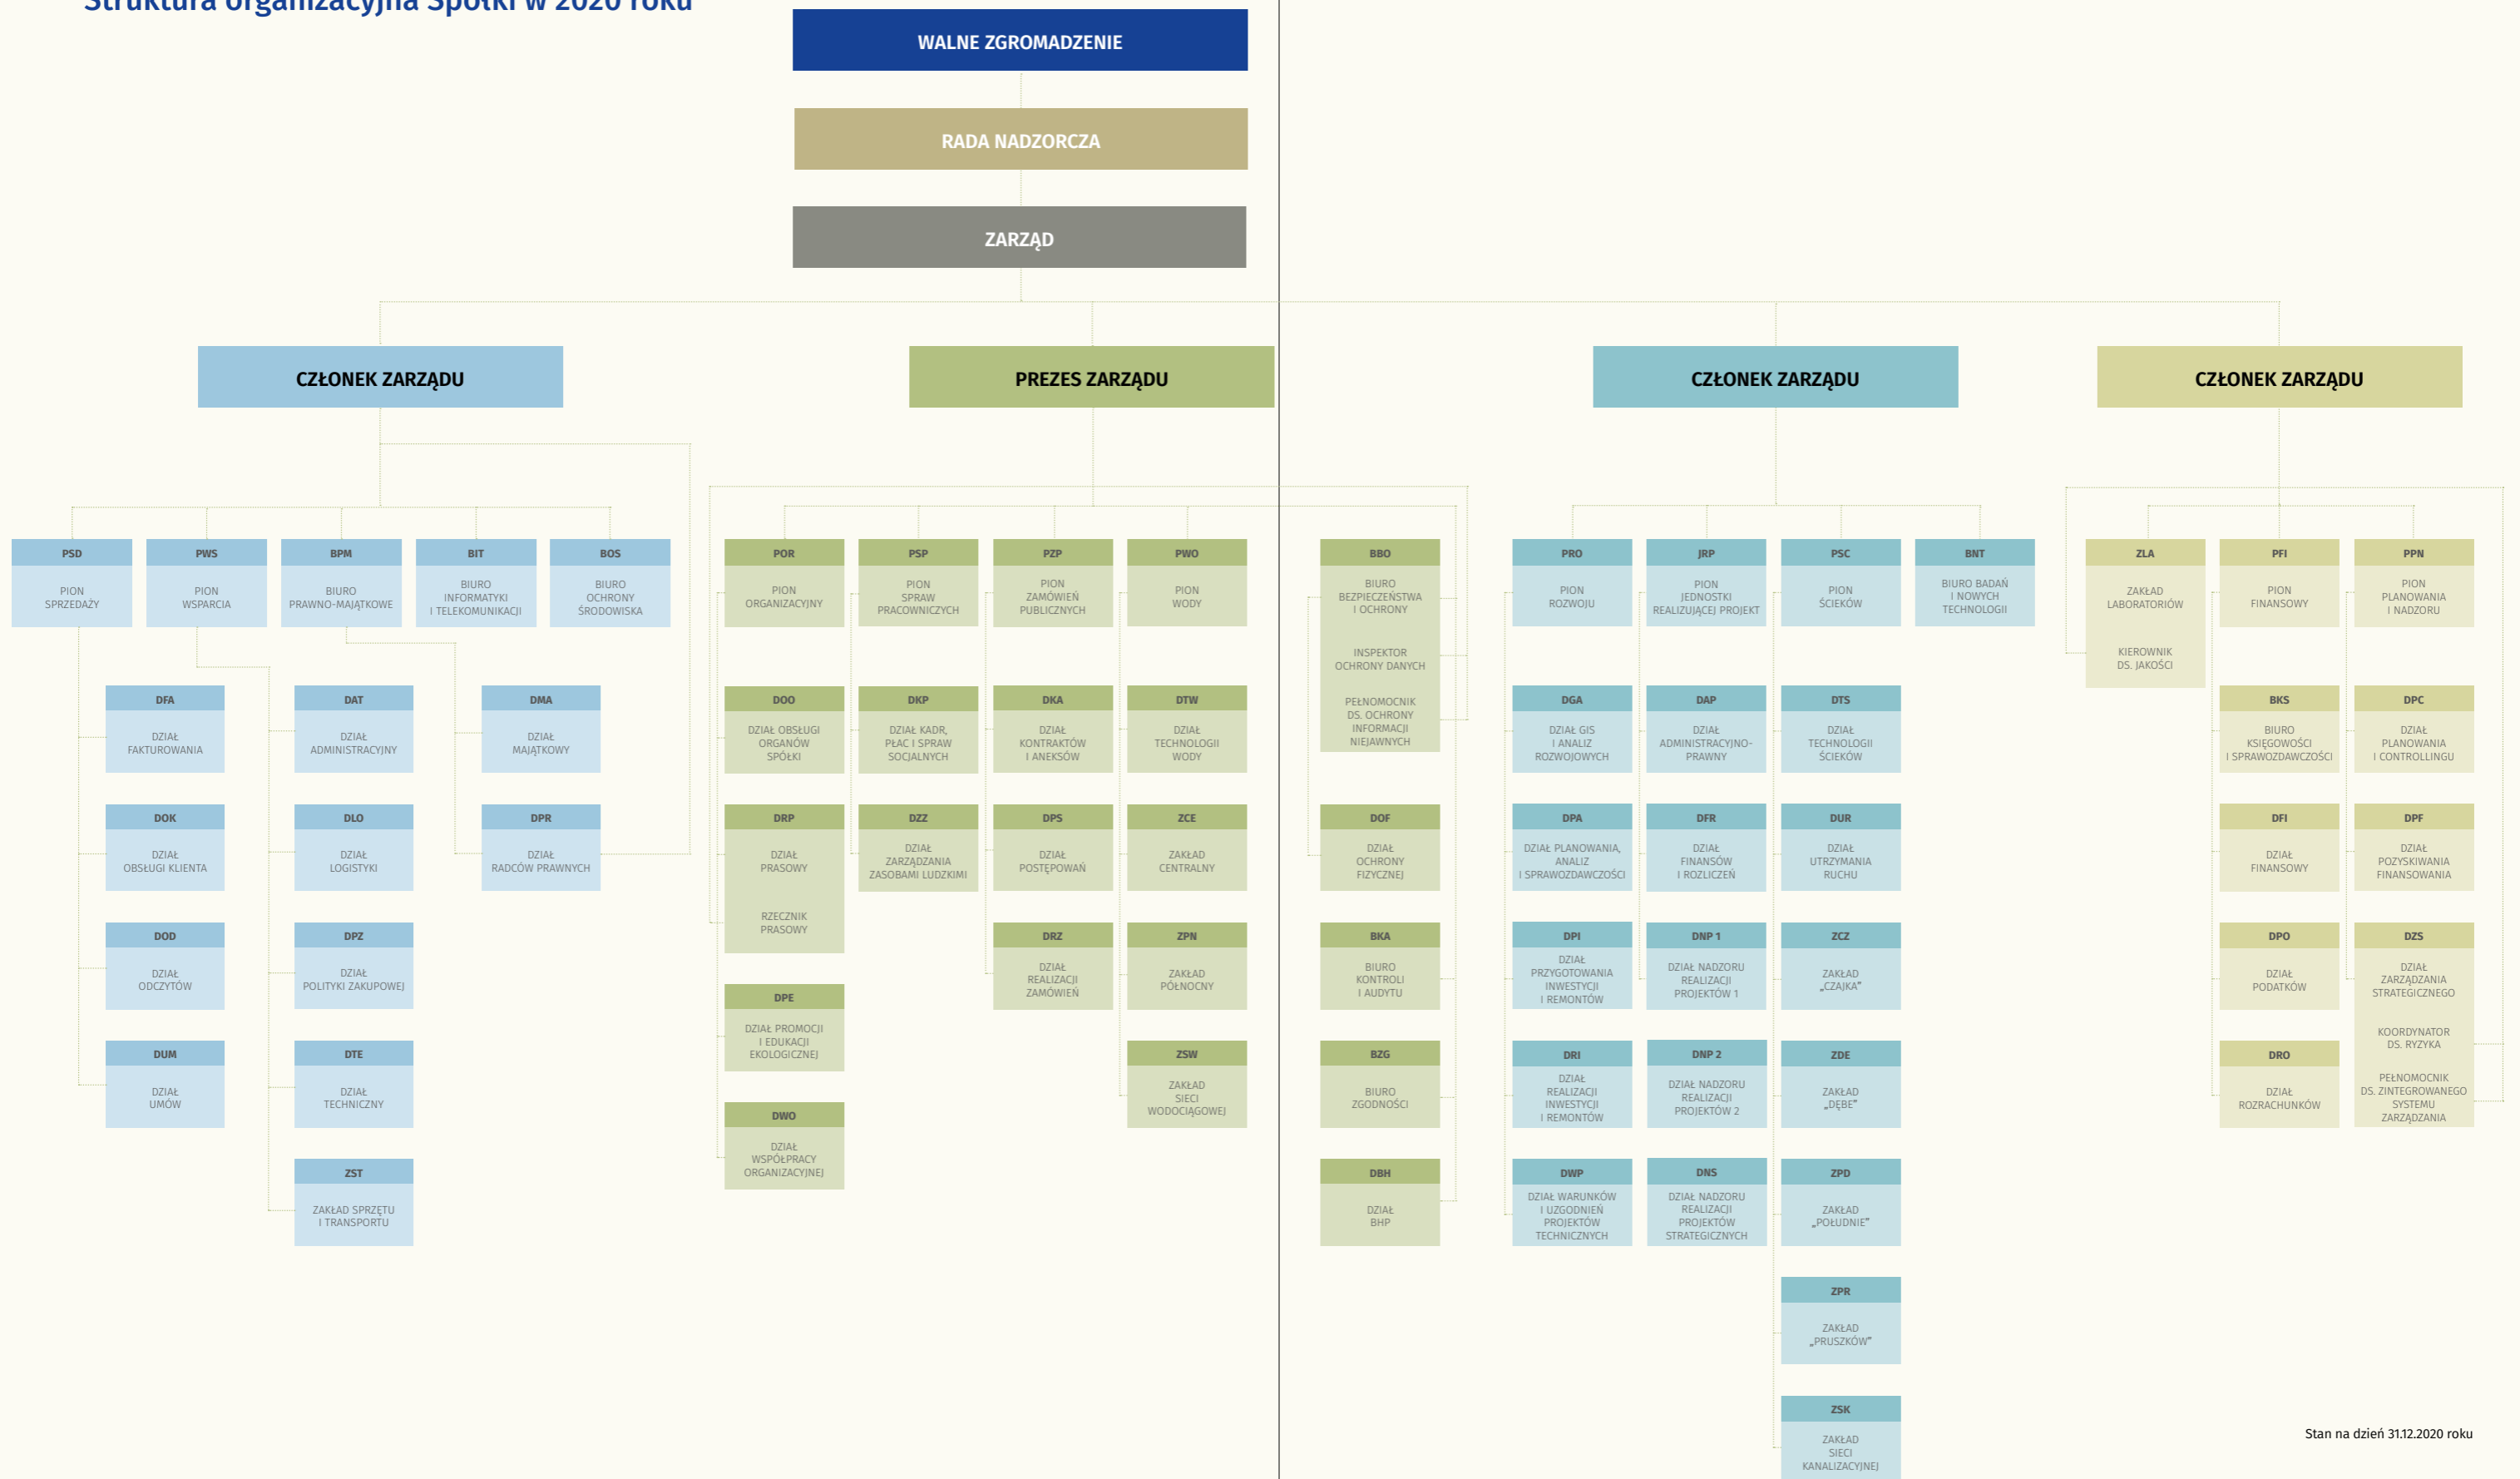 Struktura organizacyjna Spółki w 2020 roku
WALNE ZGROMADZENIE
RADA NADZORCZA
ZARZĄD
CZŁONEK ZARZĄDU
PREZES ZARZĄDU
CZŁONEK ZARZĄDU
CZŁONEK ZARZĄDU
PSD
PION
SPRZEDAŻY
PWS
PION
WSPARCIA
BPM
BIURO
PRAWNO-MAJĄTKOWE
BIT
BIURO
INFORMATYKI
I TELEKOMUNIKACJI
BOS
BIURO
OCHRONY
ŚRODOWISKA
DFA
DZIAŁ
FAKTUROWANIA
DAT
DZIAŁ
ADMINISTRACYJNY
DMA
DZIAŁ
MAJĄTKOWY
DOK
DZIAŁ
OBSŁUGI KLIENTA
DLO
DZIAŁ
LOGISTYKI
DPR
DZIAŁ
RADCÓW PRAWNYCH
DOD
DZIAŁ
ODCZYTÓW
DPZ
DZIAŁ
POLITYKI ZAKUPOWEJ
DUM
DZIAŁ
UMÓW
DTE
DZIAŁ
TECHNICZNY
ZST
ZAKŁAD SPRZĘTU
I TRANSPORTU
POR
PION
ORGANIZACYJNY
PSP
PION
SPRAW
PRACOWNICZYCH
PZP
PION
ZAMÓWIEŃ
PUBLICZNYCH
PWO
PION
WODY
BBO
BIURO
BEZPIECZEŃSTWA
I OCHRONY
INSPEKTOR
OCHRONY DANYCH
PEŁNOMOCNIK
DS. OCHRONY
INFORMACJI
NIEJAWNYCH
DOO
DZIAŁ OBSŁUGI
ORGANÓW
SPÓŁKI
DKP
DZIAŁ KADR,
PŁAC I SPRAW
SOCJALNYCH
DKA
DZIAŁ
KONTRAKTÓW
I ANEKSÓW
DTW
DZIAŁ
TECHNOLOGII
WODY
DRP
DZIAŁ
PRASOWY
RZECZNIK
PRASOWY
DZZ
DZIAŁ
ZARZĄDZANIA
ZASOBAMI LUDZKIMI
DPS
DZIAŁ
POSTĘPOWAŃ
ZCE
ZAKŁAD
CENTRALNY
DOF
DZIAŁ
OCHRONY
FIZYCZNEJ
DRZ
DZIAŁ
REALIZACJI
ZAMÓWIEŃ
ZPN
ZAKŁAD
PÓŁNOCNY
BKA
BIURO
KONTROLI
I AUDYTU
DPE
DZIAŁ PROMOCJI
I EDUKACJI
EKOLOGICZNEJ
ZSW
ZAKŁAD
SIECI
WODOCIĄGOWEJ
BZG
BIURO
ZGODNOŚCI
DWO
DZIAŁ
WSPÓŁPRACY
ORGANIZACYJNEJ
DBH
DZIAŁ
BHP
PRO
PION
ROZWOJU
JRP
PION
JEDNOSTKI
REALIZUJĄCEJ PROJEKT
PSC
PION
ŚCIEKÓW
BNT
BIURO BADAŃ
I NOWYCH
TECHNOLOGII
DGA
DZIAŁ GIS
I ANALIZ
ROZWOJOWYCH
DAP
DZIAŁ
ADMINISTRACYJNO-
PRAWNY
DTS
DZIAŁ
TECHNOLOGII
ŚCIEKÓW
DPA
DZIAŁ PLANOWANIA,
ANALIZ
I SPRAWOZDAWCZOŚCI
DFR
DZIAŁ
FINANSÓW
I ROZLICZEŃ
DUR
DZIAŁ
UTRZYMANIA
RUCHU
DPI
DZIAŁ
PRZYGOTOWANIA
INWESTYCJI
I REMONTÓW
DNP 1
DZIAŁ NADZORU
REALIZACJI
PROJEKTÓW 1
ZCZ
ZAKŁAD
„CZAJKA”
DRI
DZIAŁ
REALIZACJI
INWESTYCJI
I REMONTÓW
DNP 2
DZIAŁ NADZORU
REALIZACJI
PROJEKTÓW 2
ZDE
ZAKŁAD
„DĘBE”
DWP
DZIAŁ WARUNKÓW
I UZGODNIEŃ
PROJEKTÓW
TECHNICZNYCH
DNS
DZIAŁ NADZORU
REALIZACJI
PROJEKTÓW
STRATEGICZNYCH
ZPD
ZAKŁAD
„POŁUDNIE”
ZPR
ZAKŁAD
„PRUSZKÓW”
ZSK
ZAKŁAD
SIECI
KANALIZACYJNEJ
ZLA
ZAKŁAD
LABORATORIÓW
KIEROWNIK
DS. JAKOŚCI
PFI
PION
FINANSOWY
PPN
PION
PLANOWANIA
I NADZORU
BKS
BIURO
KSIĘGOWOŚCI
I SPRAWOZDAWCZOŚCI
DPC
DZIAŁ
PLANOWANIA
I CONTROLLINGU
DFI
DZIAŁ
FINANSOWY
DPF
DZIAŁ
POZYSKIWANIA
FINANSOWANIA
DPO
DZIAŁ
PODATKÓW
DZS
DZIAŁ
ZARZĄDZANIA
STRATEGICZNEGO
KOORDYNATOR
DS. RYZYKA
PEŁNOMOCNIK
DS. ZINTEGROWANEGO
SYSTEMU
ZARZĄDZANIA
DRO
DZIAŁ
ROZRACHUNKÓW
Stan na dzień 31.12.2020 roku